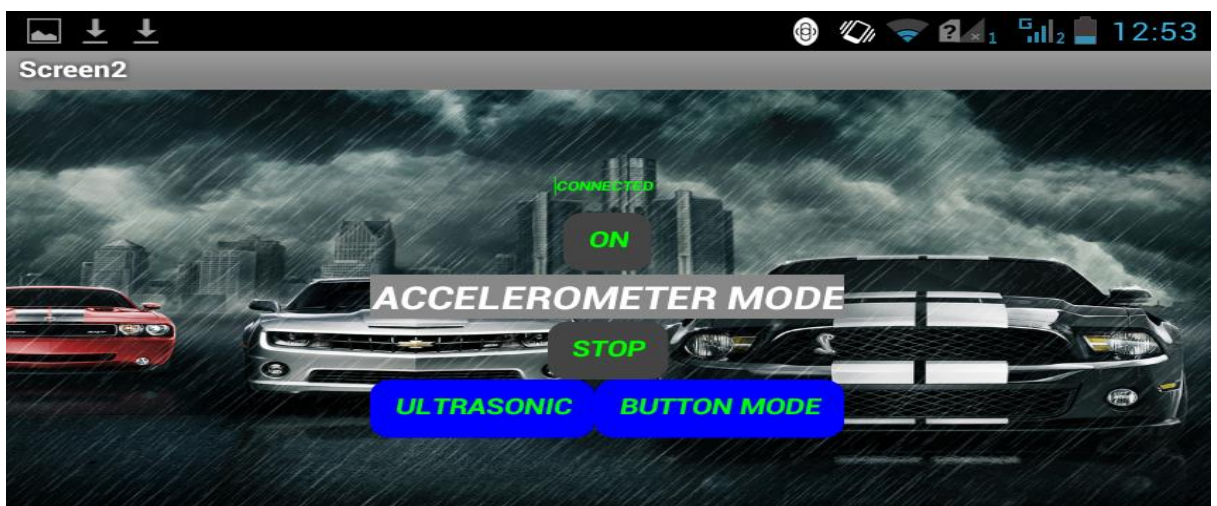 12:53
Screen2
CONNECTED
ON
ACCELEROMETER MODE
STOP
ULTRASONIC BUTTON MODE